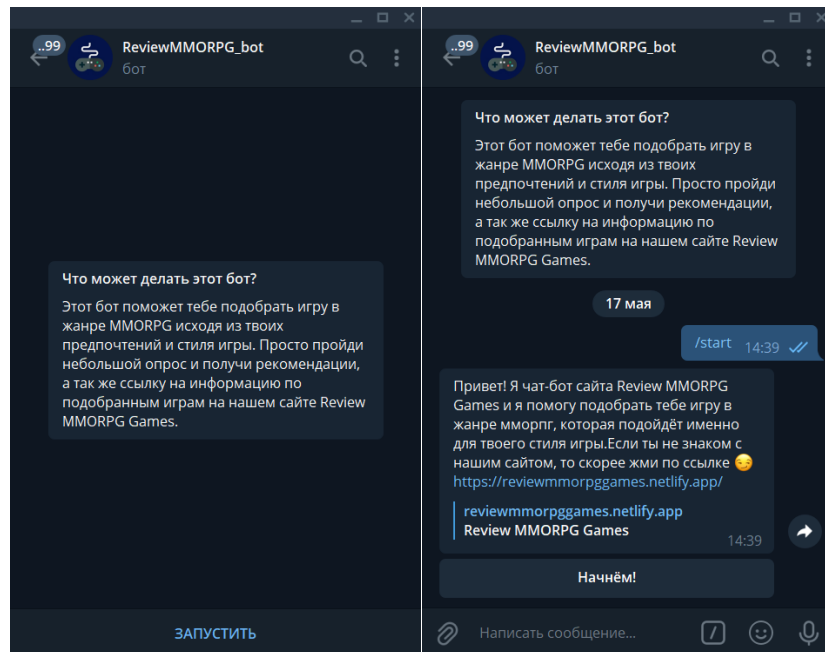 ..99
ReviewMMORPG_bot
бот
Что может делать этот бот?
Этот бот поможет тебе подобрать игру в
жанре MMORPG исходя из твоих
предпочтений и стиля игры. Просто пройди
небольшой опрос и получи рекомендации,
а так же ссылку на информацию по
подобранным играм на нашем сайте Review
MMORPG Games.
ЗАПУСТИТЬ
..99
ReviewMMORPG_bot
бот
Что может делать этот бот?
Этот бот поможет тебе подобрать игру в
жанре MMORPG исходя из твоих
предпочтений и стиля игры. Просто пройди
небольшой опрос и получи рекомендации,
а так же ссылку на информацию по
подобранным играм на нашем сайте Review
MMORPG Games.
17 мая
/start 14:39
Привет! Я чат-бот сайта Review MMORPG
Games и я помогу подобрать тебе игру в
жанре мморпг, которая подойдёт именно
для твоего стиля игры.Если ты не знаком с
нашим сайтом, то скорее жми по ссылке 😏
https://reviewmmorpggames.netlify.app/
reviewmmorpggames.netlify.app
Review MMORPG Games
14:39
Начнём!
Написать сообщение...